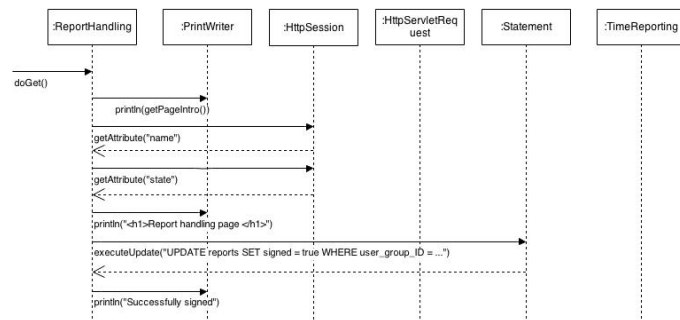 :ReportHandling
:PrintWriter
:HttpSession
:HttpServletReq
uest
:Statement
:TimeReporting
doGet()
println(getPageIntro())
getAttribute("name")
getAttribute("state")
println("<h1>Report handling page </h1>")
executeUpdate("UPDATE reports SET signed = true WHERE user_group_ID = ...")
println("Successfully signed")